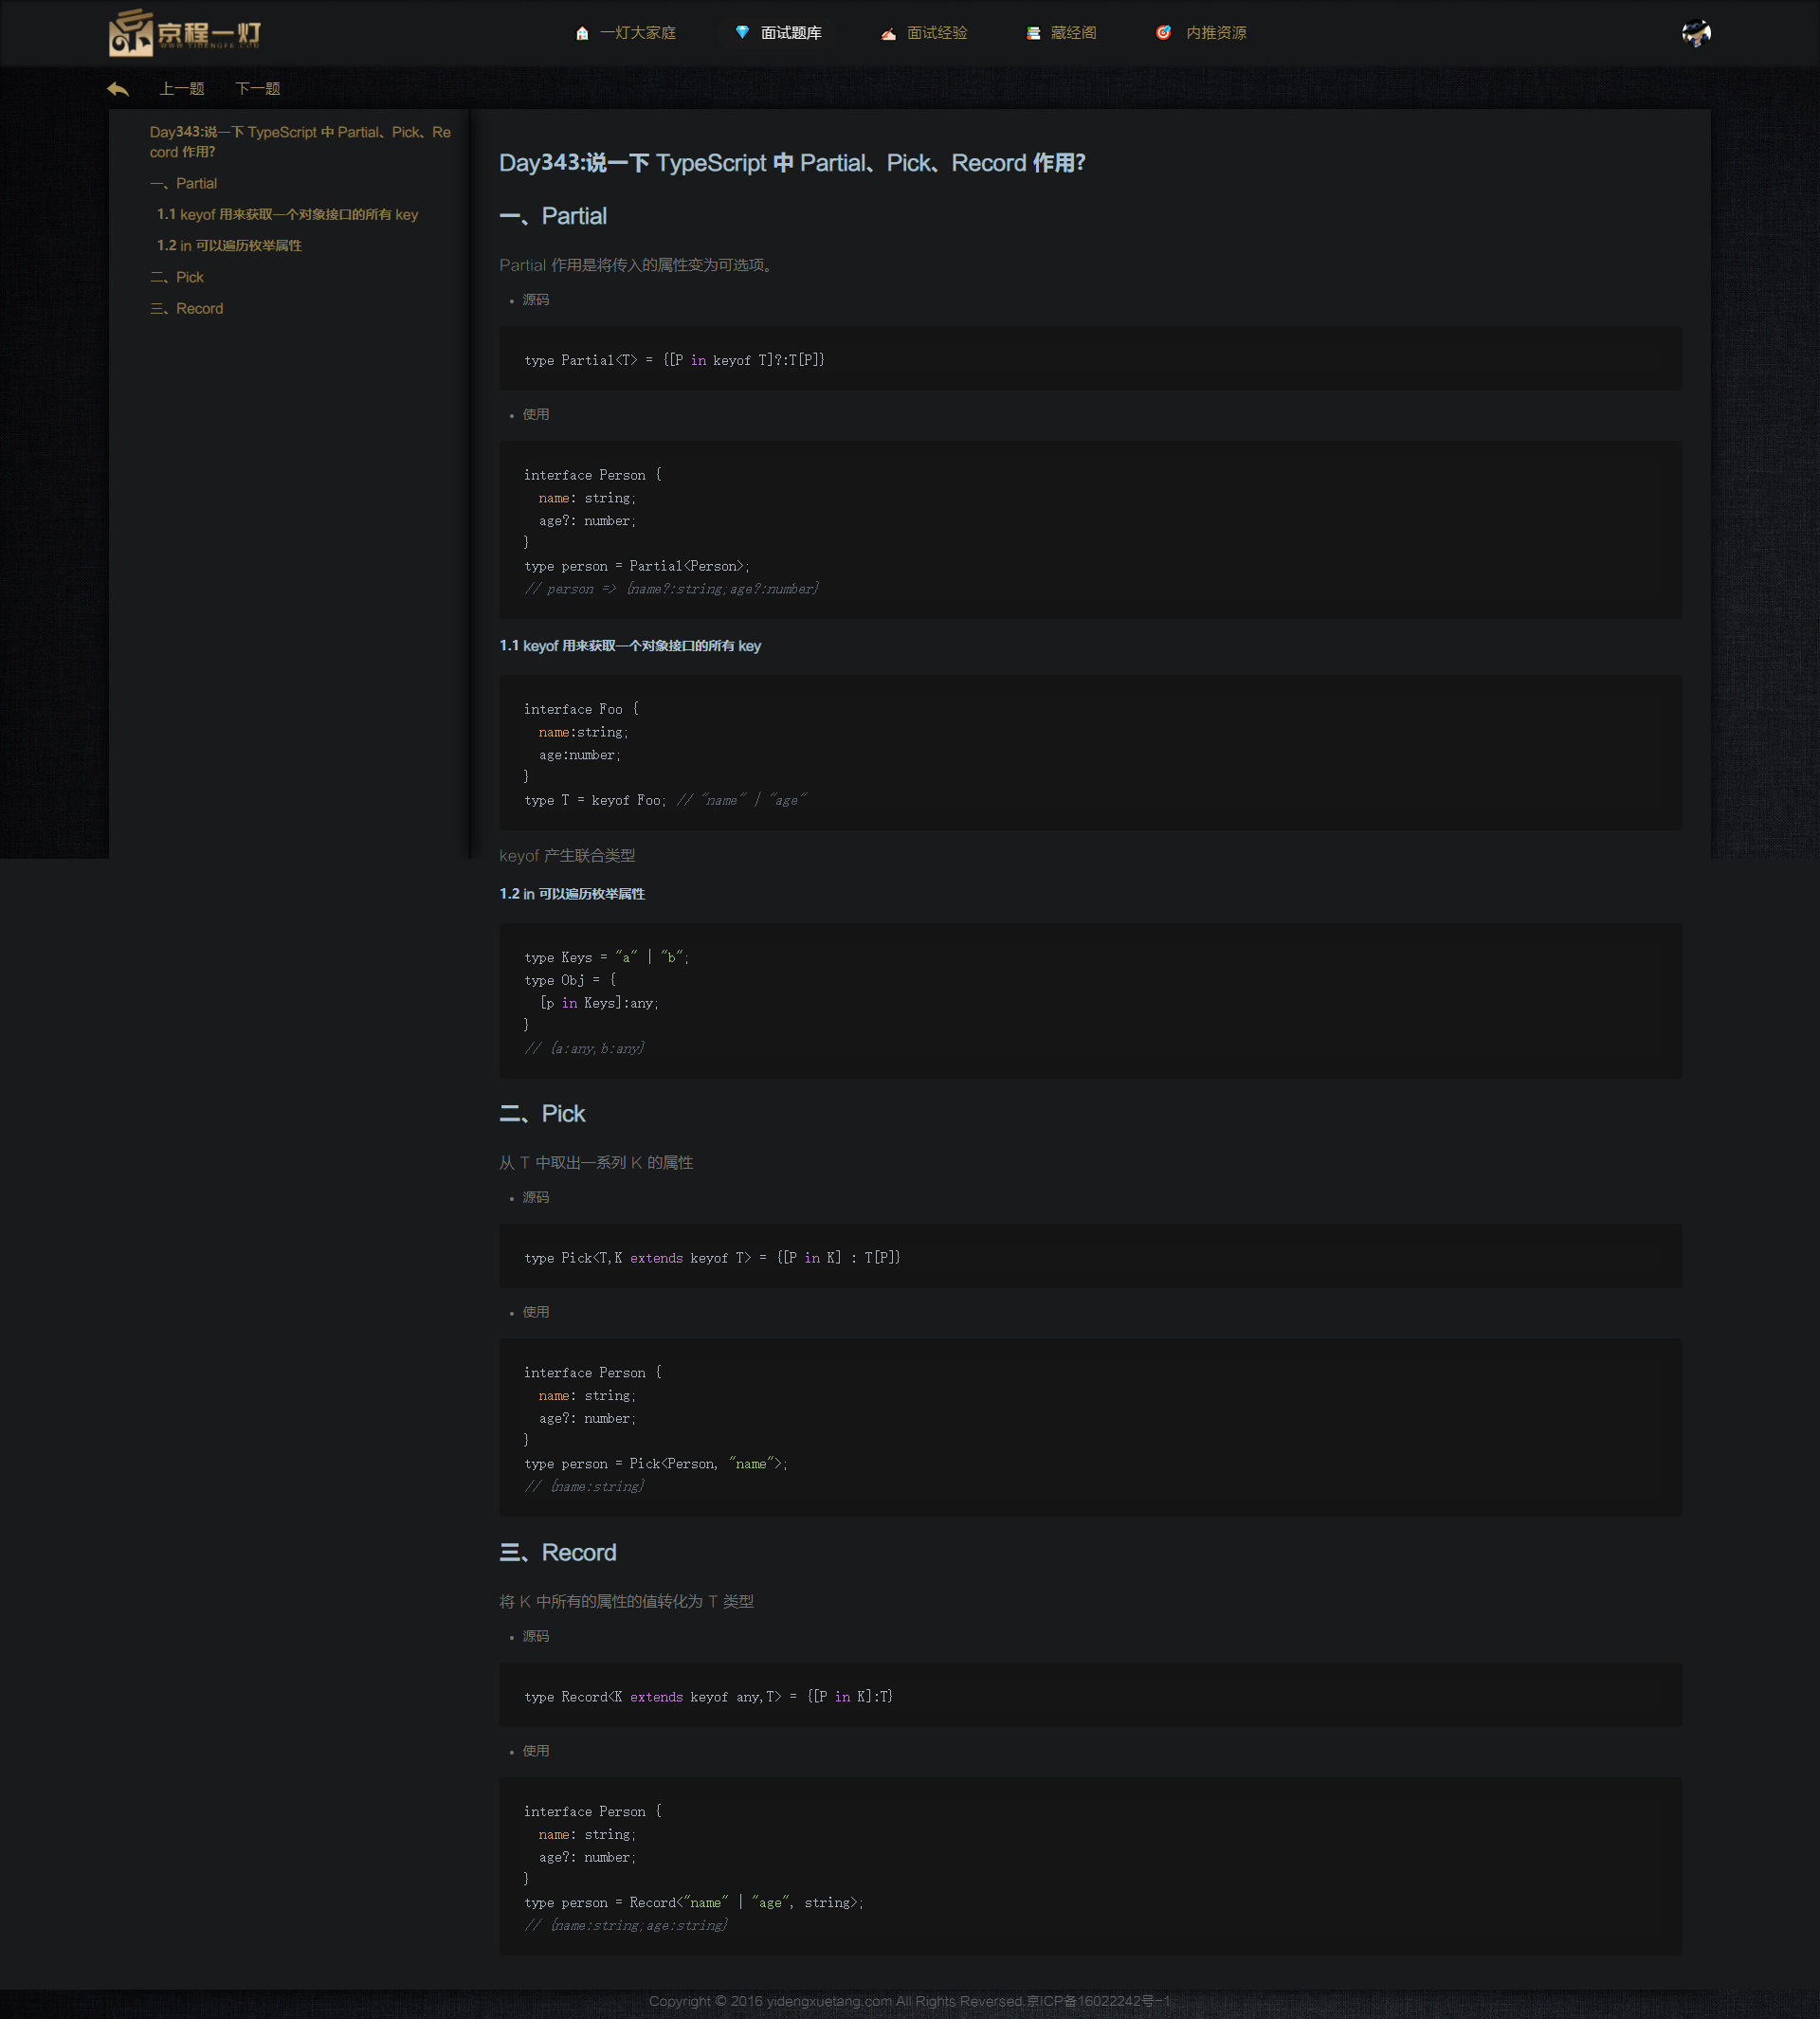 京程一灯
WWW.YIDENGFE.COM
一灯大家庭
面试题库
面试经验
藏经阁
内推资源
上一题
下一题
Day343:说一下 TypeScript 中 Partial、Pick、Re
cord 作用?
一、Partial
1.1 keyof 用来获取一个对象接口的所有 key
1.2 in 可以遍历枚举属性
二、Pick
三、Record
Day343:说一下 TypeScript 中 Partial、Pick、Record 作用?
一、Partial
Partial 作用是将传入的属性变为可选项。
• 源码
type Partial<T> = {[P in keyof T]?:T[P]}
• 使用
interface Person {
  name: string;
  age?: number;
}
type person = Partial<Person>;
// person => {name?:string;age?:number}
1.1 keyof 用来获取一个对象接口的所有 key
interface Foo {
  name:string;
  age:number;
}
type T = keyof Foo; // "name" | "age"
keyof 产生联合类型
1.2 in 可以遍历枚举属性
type Keys = "a" | "b";
type Obj = {
  [p in Keys]:any;
}
// {a:any,b:any}
二、Pick
从 T 中取出一系列 K 的属性
• 源码
type Pick<T,K extends keyof T> = {[P in K] : T[P]}
• 使用
interface Person {
  name: string;
  age?: number;
}
type person = Pick<Person, "name">;
// {name:string}
三、Record
将 K 中所有的属性的值转化为 T 类型
• 源码
type Record<K extends keyof any,T> = {[P in K]:T}
• 使用
interface Person {
  name: string;
  age?: number;
}
type person = Record<"name" | "age", string>;
// {name:string;age:string}
Copyright © 2016 yidengxuetang.com All Rights Reversed.京ICP备16022242号-1